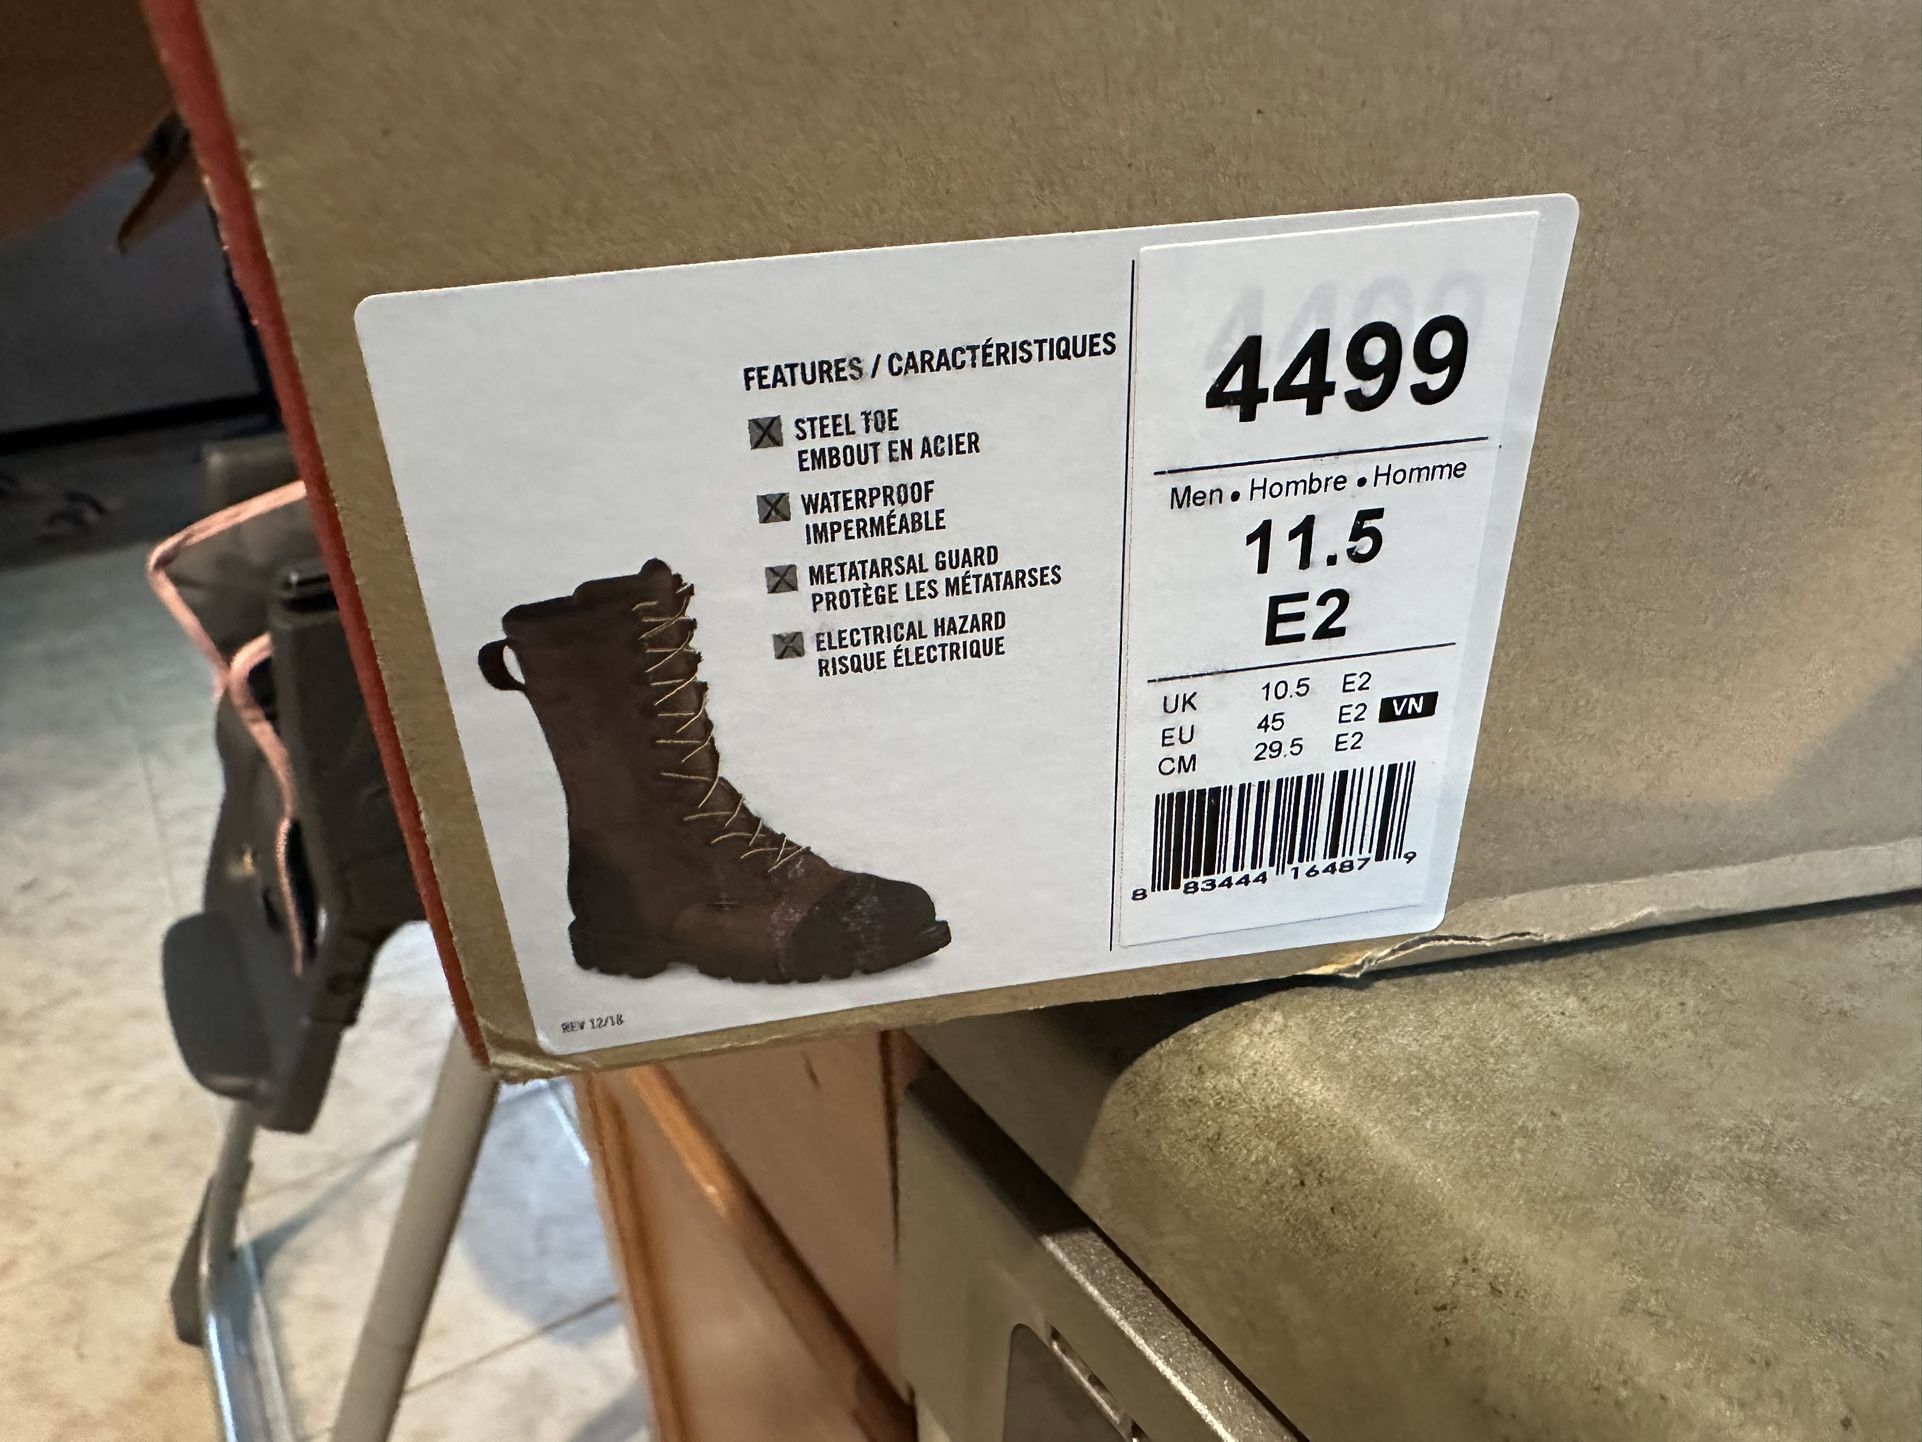 FEATURES / CARACTÉRISTIQUES
STEEL TOE
EMBOUT EN ACIER
WATERPROOF
IMPERMÉABLE
METATARSAL GUARD
PROTÈGE LES MÉTATARSES
ELECTRICAL HAZARD
RISQUE ÉLECTRIQUE
REV 12/18
4499
4499
Men • Hombre • Homme
11.5
E2
UK 10.5 E2
EU 45 E2 VN
CM 29.5 E2
8 83444 16487 9